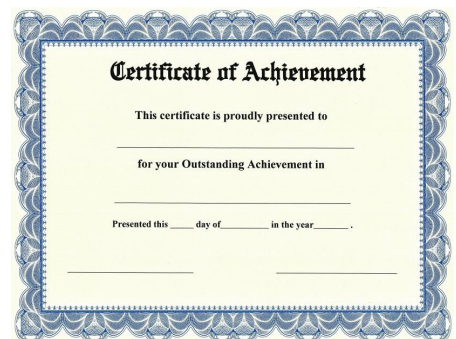 Certificate of Achievement
This certificate is proudly presented to
for your Outstanding Achievement in
Presented this _____ day of__________ in the year_______ .